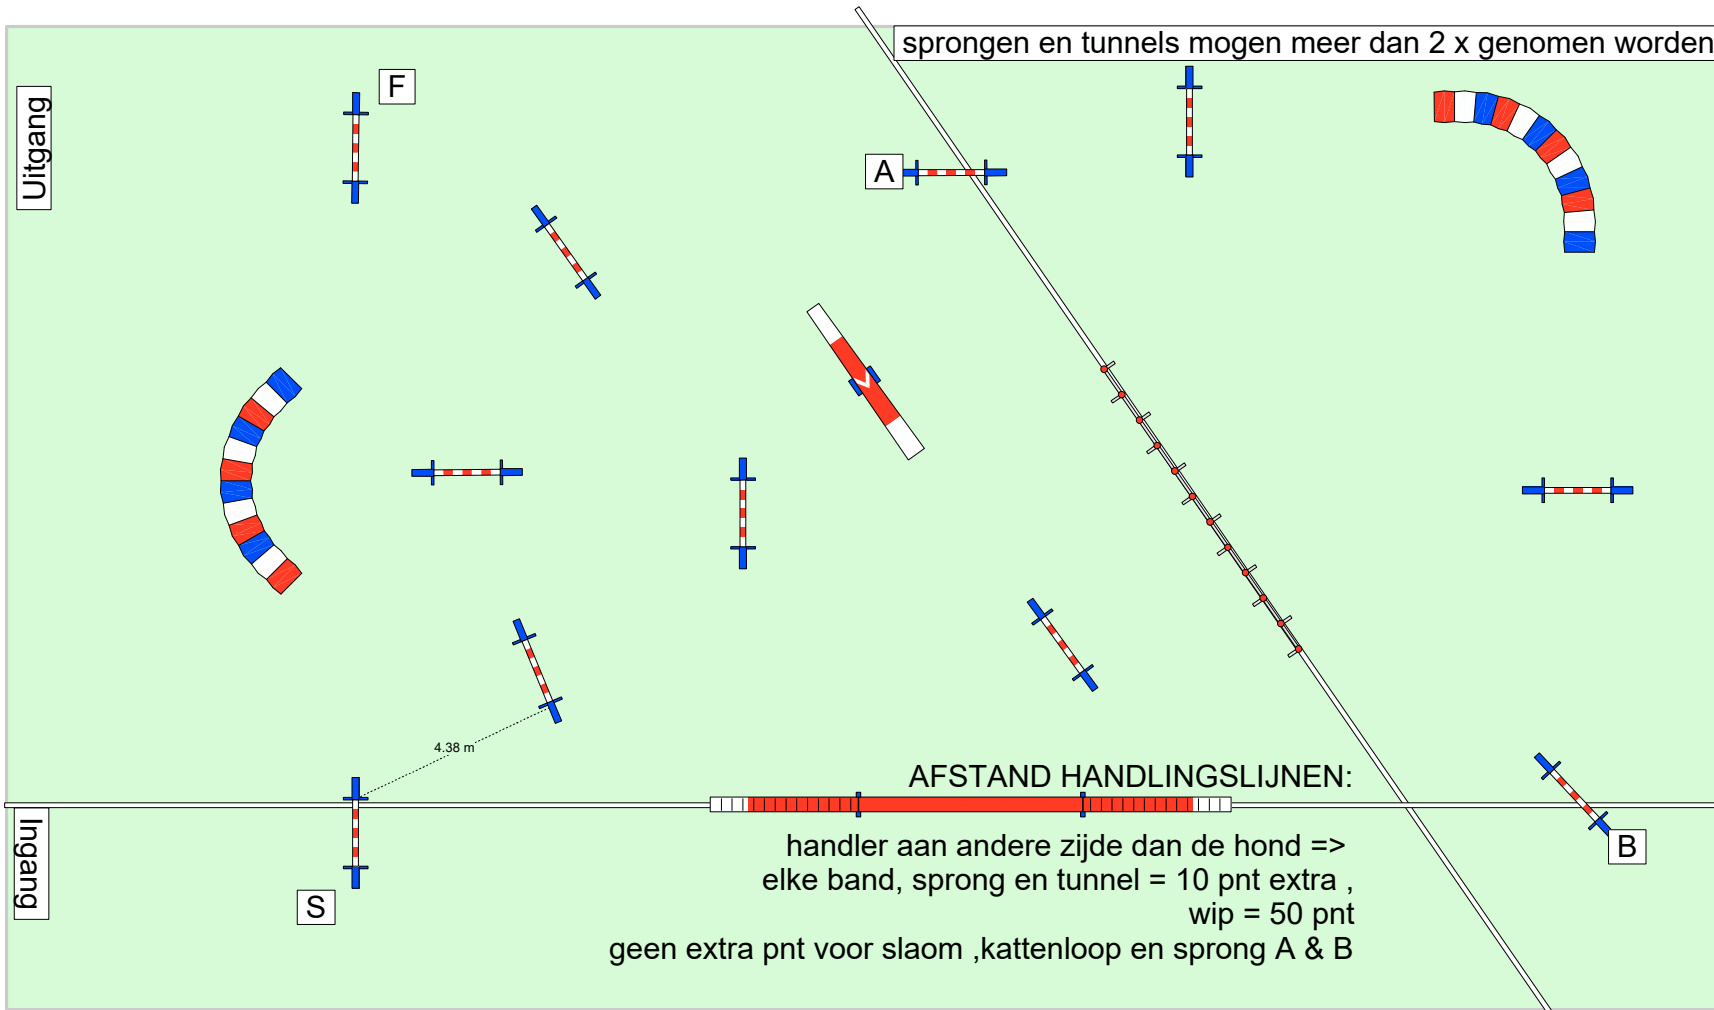 sprongen en tunnels mogen meer dan 2 x genomen worden
F
Uitgang
A
4.38 m
AFSTAND HANDLINGSLIJNEN:
Ingang
handler aan andere zijde dan de hond =>
B
elke band, sprong en tunnel = 10 pnt extra ,
S
wip = 50 pnt
geen extra pnt voor slaom ,kattenloop en sprong A & B